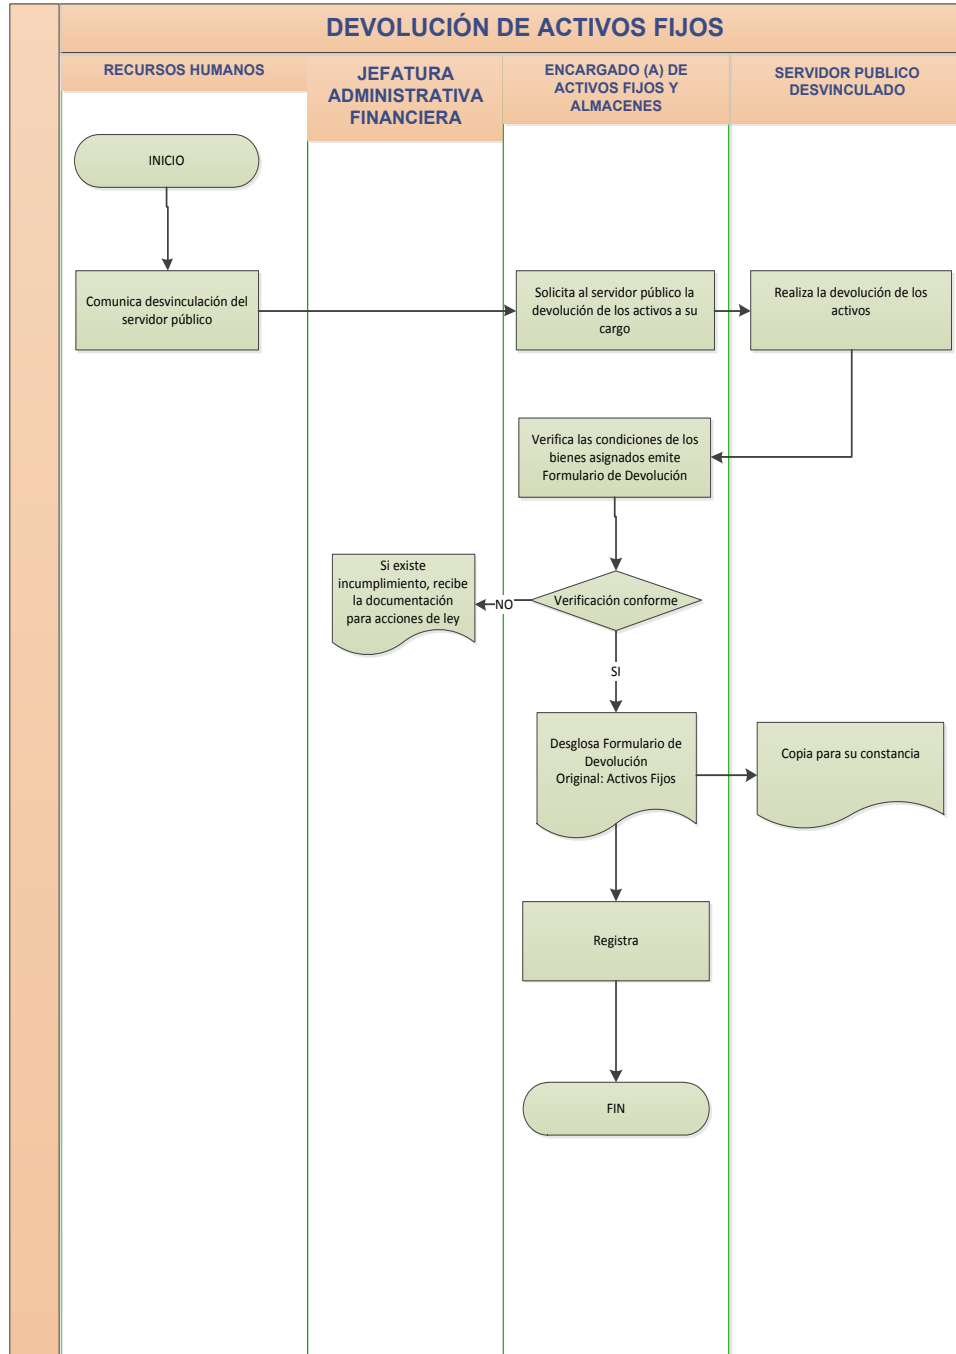 DEVOLUCIÓN DE ACTIVOS FIJOS
RECURSOS HUMANOS
JEFATURA
ADMINISTRATIVA
FINANCIERA
ENCARGADO (A) DE
ACTIVOS FIJOS Y
ALMACENES
SERVIDOR PUBLICO
DESVINCULADO
INICIO
Comunica desvinculación del
servidor público
Solicita al servidor público la
devolución de los activos a su
cargo
Realiza la devolución de los
activos
Verifica las condiciones de los
bienes asignados emite
Formulario de Devolución
Si existe
incumplimiento, recibe
la documentación
para acciones de ley
NO
Verificación conforme
SI
Desglosa Formulario de
Devolución
Original: Activos Fijos
Copia para su constancia
Registra
FIN